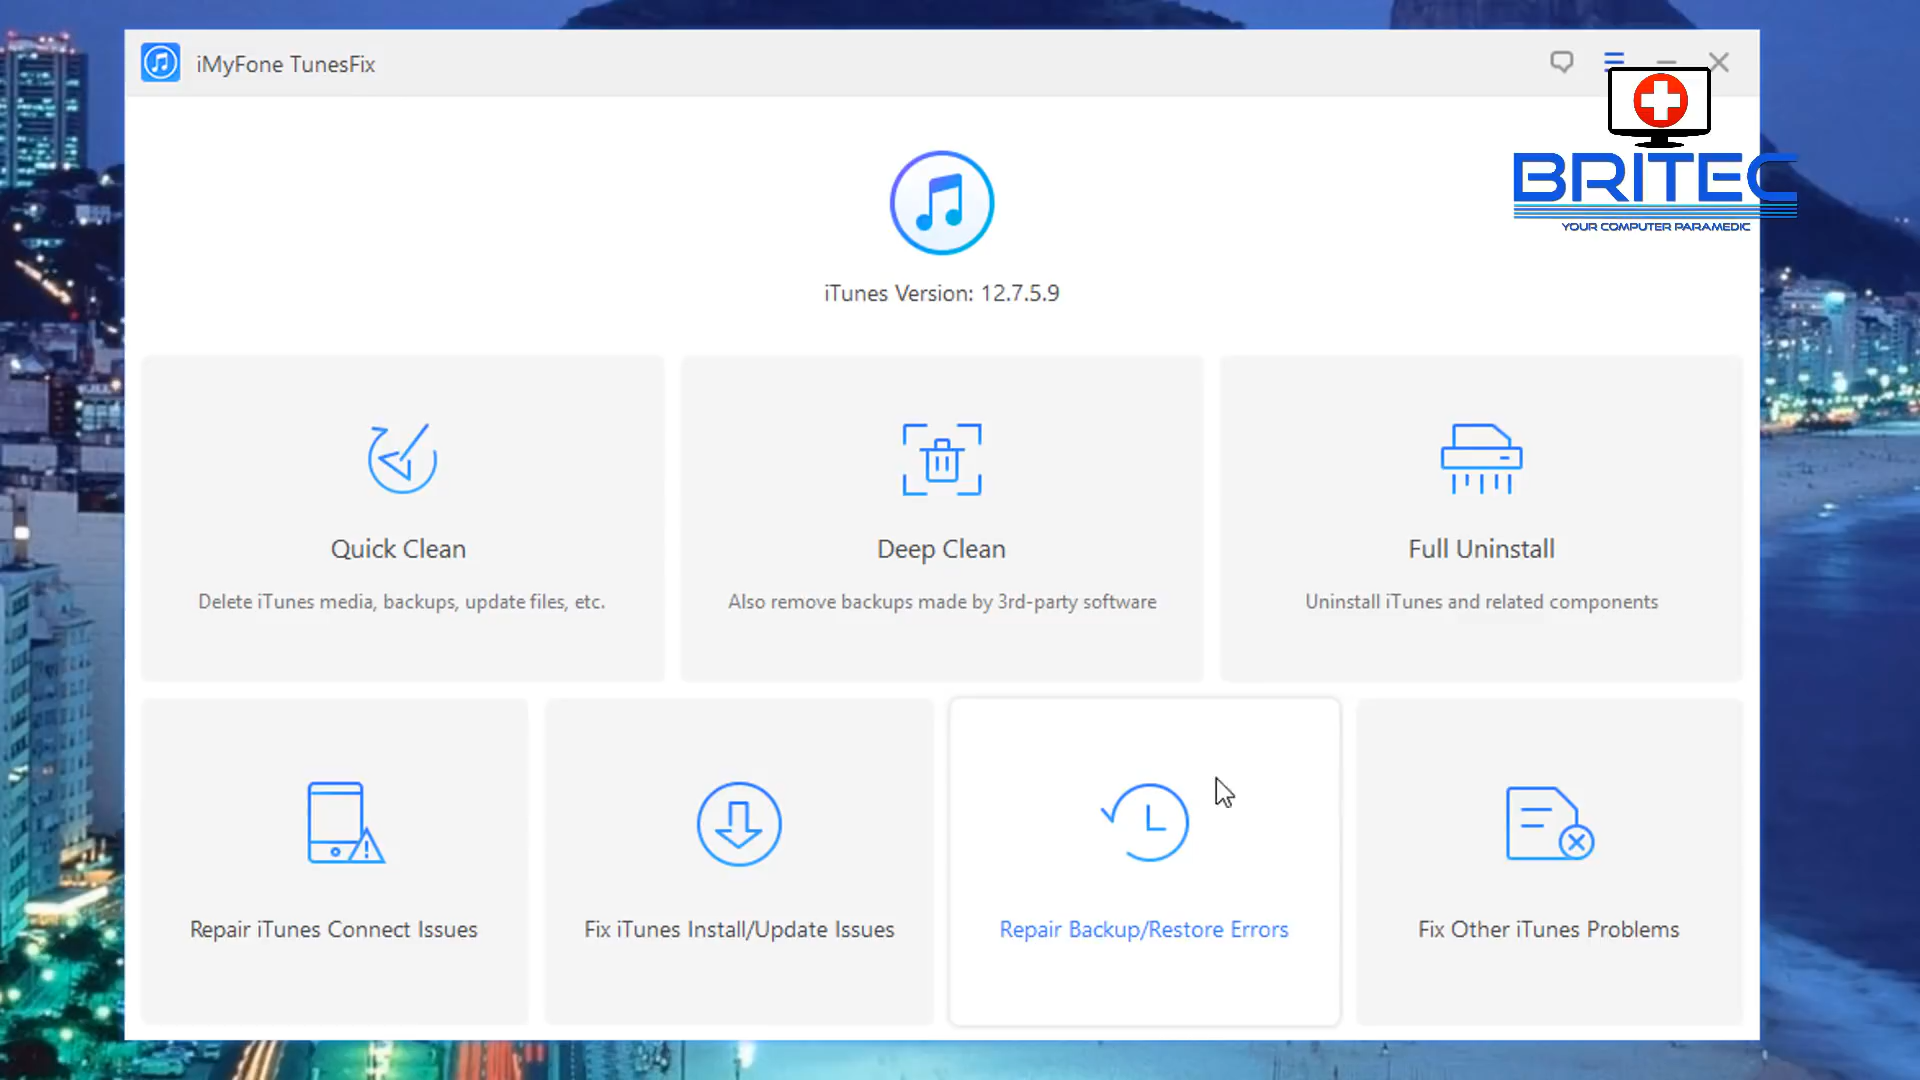 iMyFone TunesFix
BRITEC
YOUR COMPUTER PARAMEDIC
iTunes Version: 12.7.5.9
Quick Clean
Delete iTunes media, backups, update files, etc.
Deep Clean
Also remove backups made by 3rd-party software
Full Uninstall
Uninstall iTunes and related components
Repair iTunes Connect Issues
Fix iTunes Install/Update Issues
Repair Backup/Restore Errors
Fix Other iTunes Problems